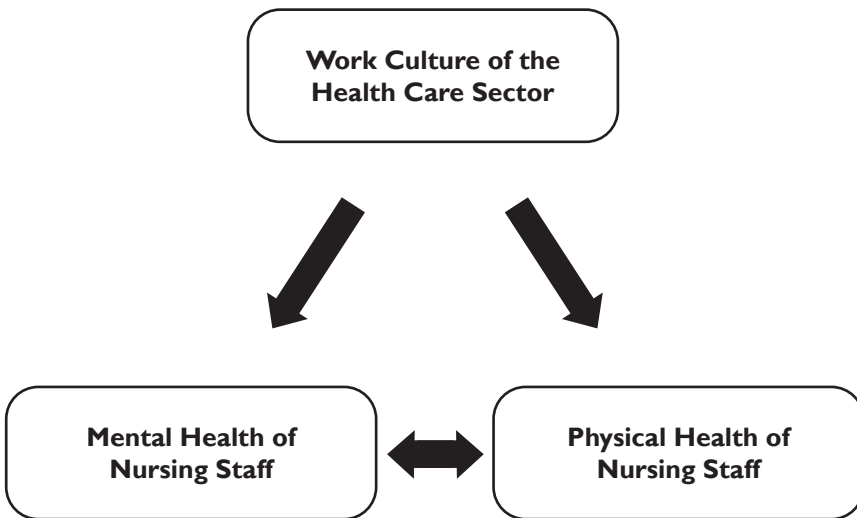 Work Culture of the
Health Care Sector
Mental Health of
Nursing Staff
Physical Health of
Nursing Staff